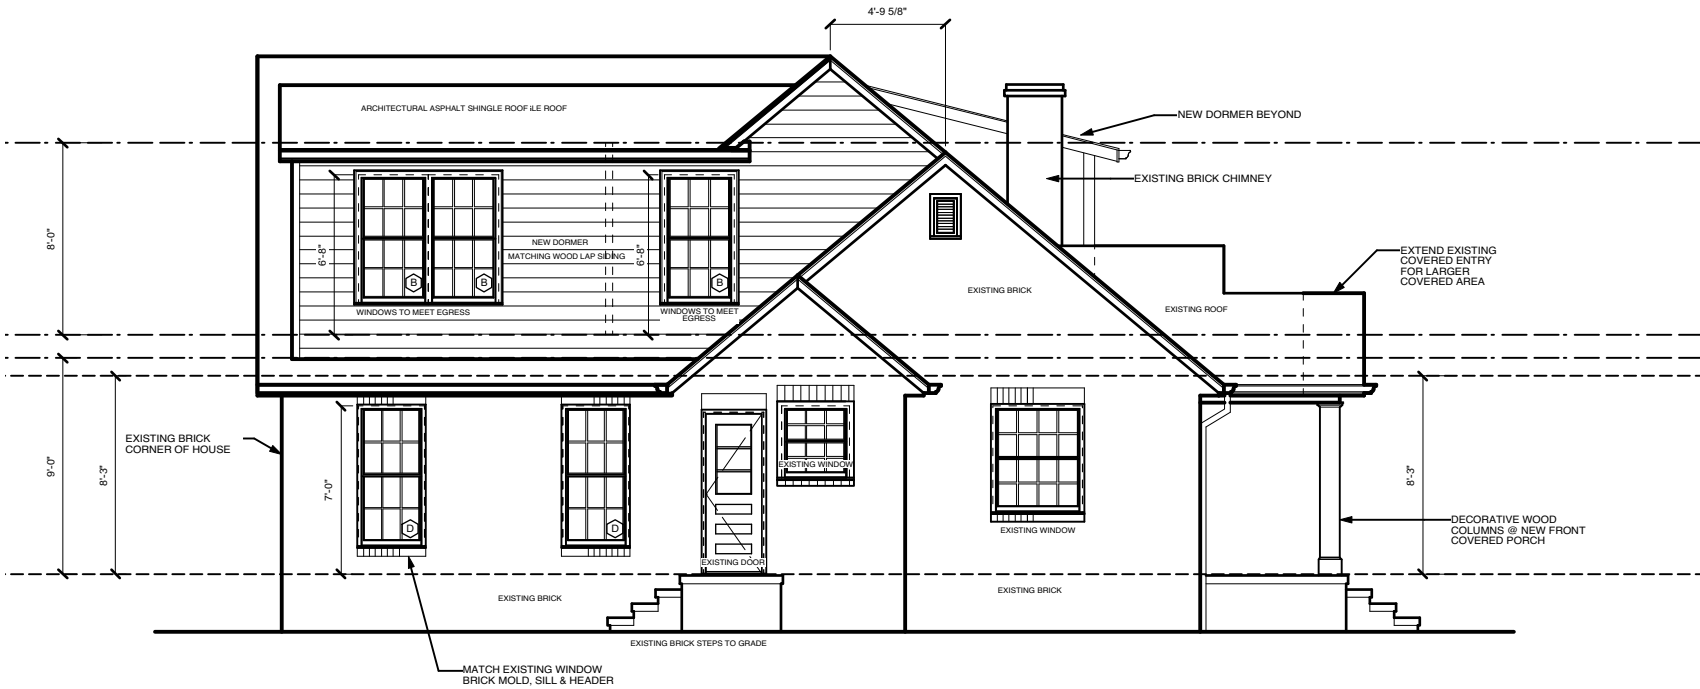 4'-9 5/8"
ARCHITECTURAL ASPHALT SHINGLE ROOF
LE ROOF
NEW DORMER BEYOND
EXISTING BRICK CHIMNEY
8'-0"
6'-8"
NEW DORMER
MATCHING WOOD LAP SIDING
6'-8"
B
B
B
WINDOWS TO MEET EGRESS
WINDOWS TO MEET
EGRESS
EXISTING BRICK
EXISTING ROOF
EXTEND EXISTING
COVERED ENTRY
FOR LARGER
COVERED AREA
EXISTING BRICK
CORNER OF HOUSE
9'-0"
8'-3"
7'-0"
D
D
EXISTING WINDOW
EXISTING DOOR
EXISTING WINDOW
8'-3"
DECORATIVE WOOD
COLUMNS @ NEW FRONT
COVERED PORCH
EXISTING BRICK
EXISTING BRICK
EXISTING BRICK STEPS TO GRADE
MATCH EXISTING WINDOW
BRICK MOLD, SILL & HEADER